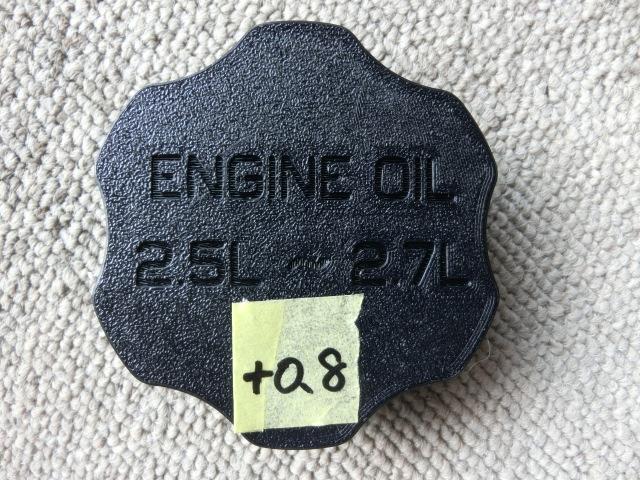 ENGINE OIL
2.5L ~ 2.7L
+0.8